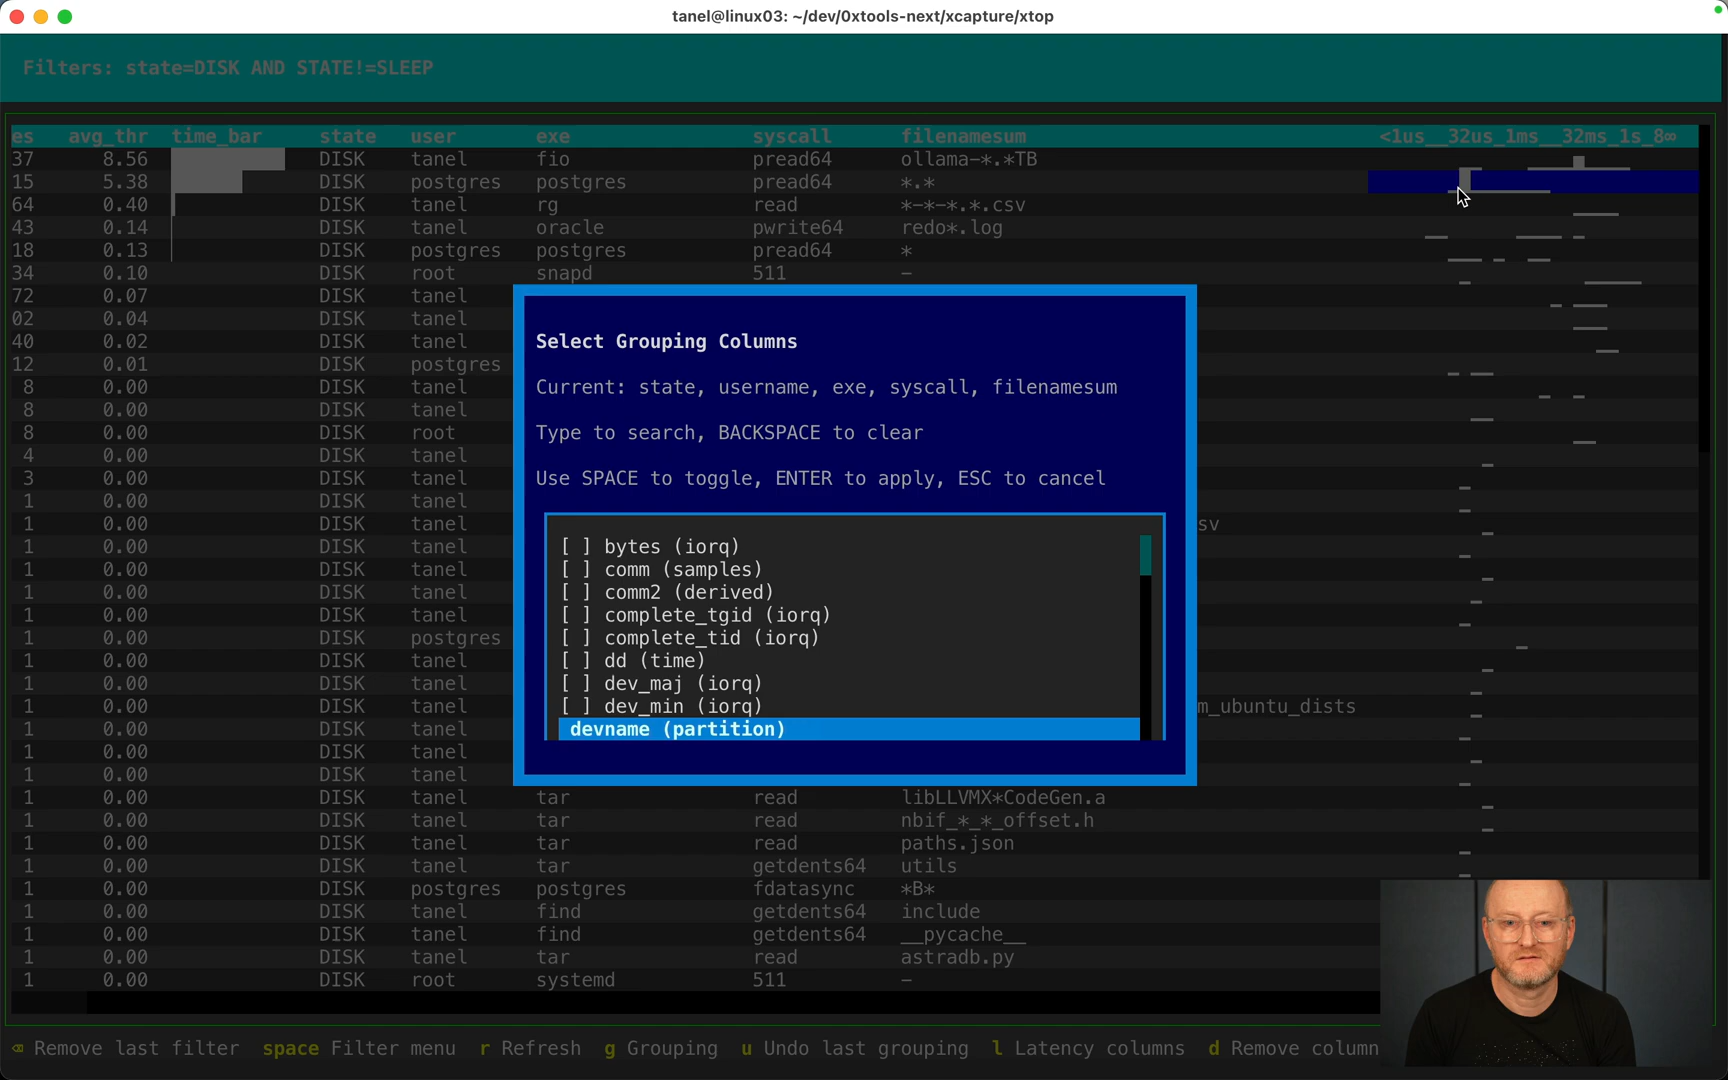 tanel@linux03: ~/dev/0xtools-next/xcapture/xtop
Filters: state=DISK AND STATE!=SLEEP
es avg_thr time_bar state user exe syscall filenamesum <1us__32us_1ms__32ms_1s_8∞
37 8.56 DISK tanel fio pread64 ollama-*.*TB
15 5.38 DISK postgres postgres pread64 *.*
64 0.40 DISK tanel rg read *-*-*.*.csv
43 0.14 DISK tanel oracle pwrite64 redo*.log
18 0.13 DISK postgres postgres pread64 *
34 0.10 DISK root snapd 511 -
72 0.07 DISK tanel
02 0.04 DISK tanel
40 0.02 DISK tanel
12 0.01 DISK postgres
8 0.00 DISK tanel
8 0.00 DISK tanel
8 0.00 DISK root
4 0.00 DISK tanel
3 0.00 DISK tanel
1 0.00 DISK tanel
1 0.00 DISK tanel sv
1 0.00 DISK tanel
1 0.00 DISK tanel
1 0.00 DISK tanel
1 0.00 DISK tanel
1 0.00 DISK postgres
1 0.00 DISK tanel
1 0.00 DISK tanel
1 0.00 DISK tanel m_ubuntu_dists
1 0.00 DISK tanel
1 0.00 DISK tanel
1 0.00 DISK tanel
1 0.00 DISK tanel tar read libLLVMX*CodeGen.a
1 0.00 DISK tanel tar read nbif_*_*_offset.h
1 0.00 DISK tanel tar read paths.json
1 0.00 DISK tanel tar getdents64 utils
1 0.00 DISK postgres postgres fdatasync *B*
1 0.00 DISK tanel find getdents64 include
1 0.00 DISK tanel find getdents64 __pycache__
1 0.00 DISK tanel tar read astradb.py
1 0.00 DISK root systemd 511 -
Select Grouping Columns
Current: state, username, exe, syscall, filenamesum
Type to search, BACKSPACE to clear
Use SPACE to toggle, ENTER to apply, ESC to cancel
[ ] bytes (iorq)
[ ] comm (samples)
[ ] comm2 (derived)
[ ] complete_tgid (iorq)
[ ] complete_tid (iorq)
[ ] dd (time)
[ ] dev_maj (iorq)
[ ] dev_min (iorq)
devname (partition)
⌫ Remove last filter space Filter menu r Refresh g Grouping u Undo last grouping l Latency columns d Remove column